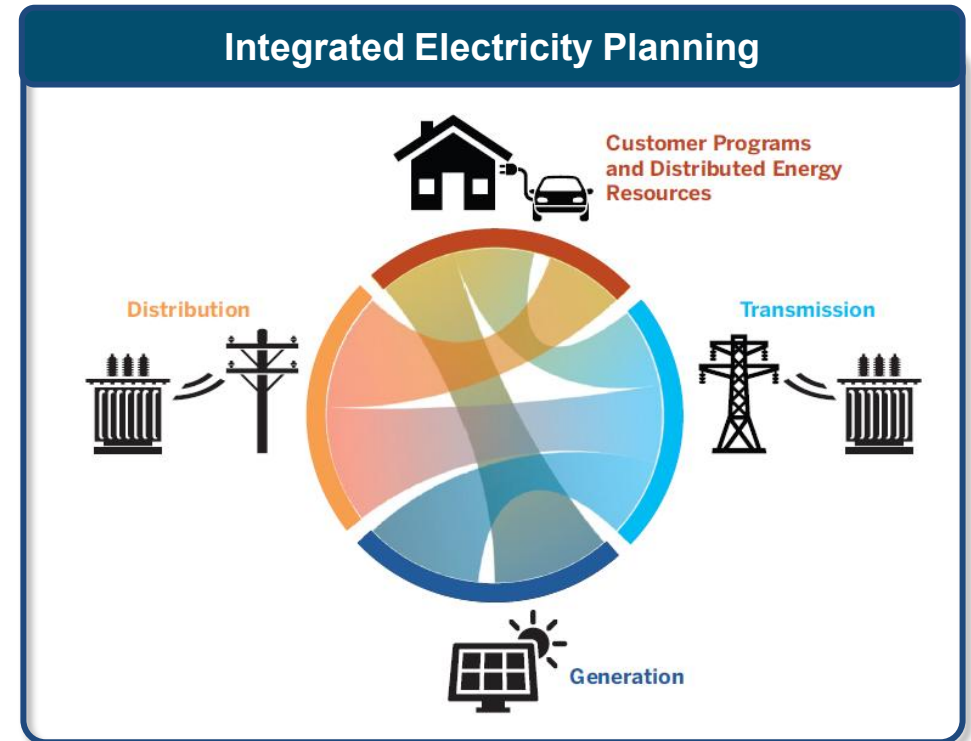 Integrated Electricity Planning
Customer Programs
and Distributed Energy
Resources
Distribution
Transmission
Generation